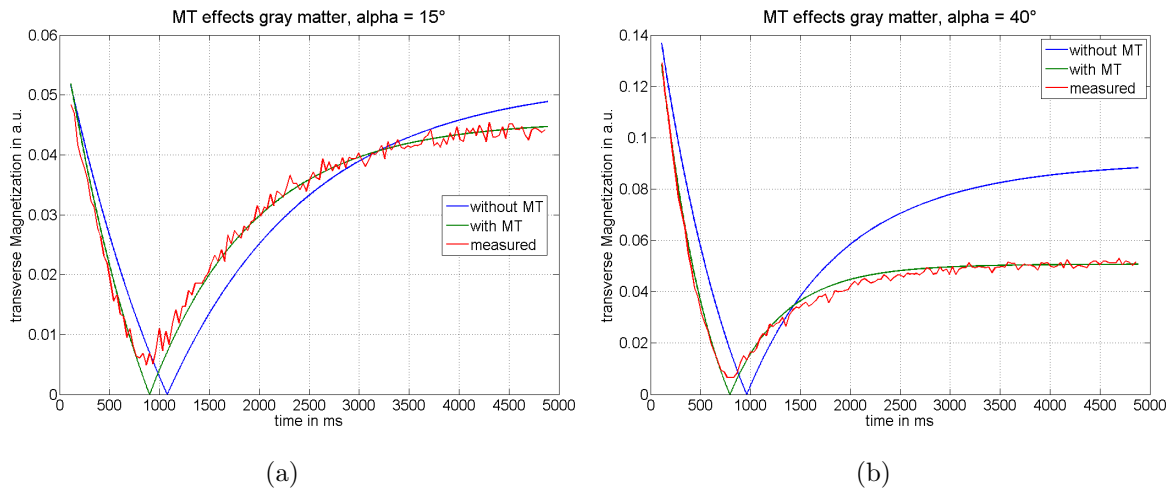 MT effects gray matter, alpha = 15°
transverse Magnetization in a.u.
0.06
0.05
0.04
0.03
0.02
0.01
0
without MT
with MT
measured
0 500 1000 1500 2000 2500 3000 3500 4000 4500 5000
time in ms
(a)
MT effects gray matter, alpha = 40°
transverse Magnetization in a.u.
0.14
0.12
0.1
0.08
0.06
0.04
0.02
0
without MT
with MT
measured
0 500 1000 1500 2000 2500 3000 3500 4000 4500 5000
time in ms
(b)